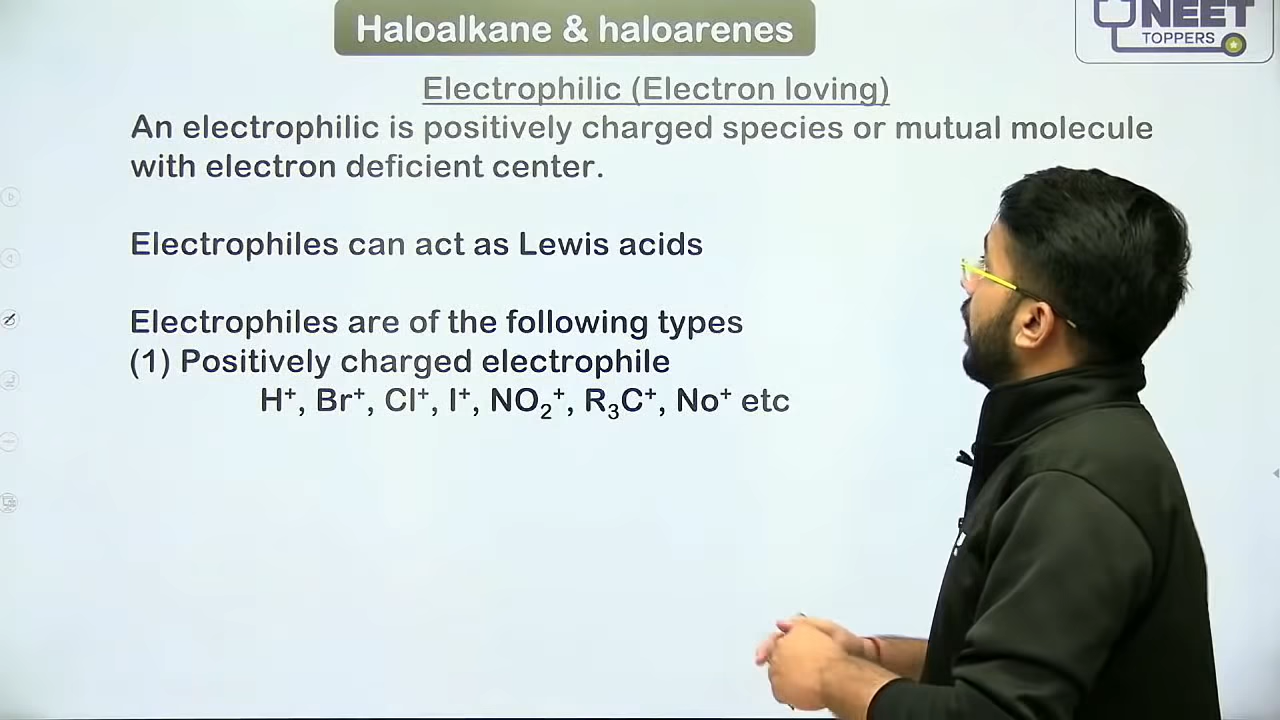 Haloalkane & haloarenes
NEET
TOPPERS
Electrophilic (Electron loving)
An electrophilic is positively charged species or mutual molecule
with electron deficient center.
Electrophiles can act as Lewis acids
Electrophiles are of the following types
(1) Positively charged electrophile
H⁺, Br⁺, Cl⁺, I⁺, NO₂⁺, R₃C⁺, No⁺ etc